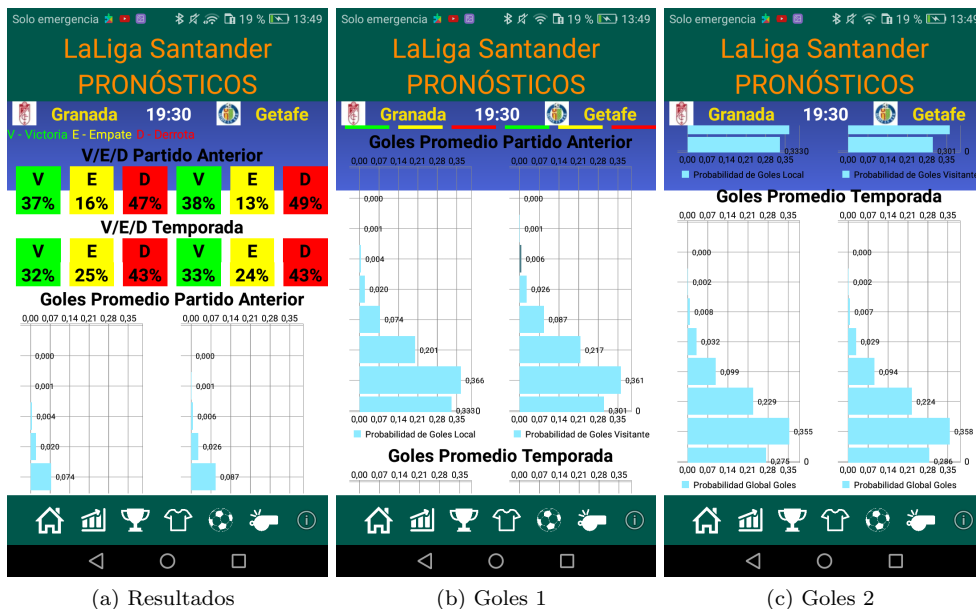 Solo emergencia 19 % 13:49
LaLiga Santander
PRONÓSTICOS
Granada 19:30 Getafe
V - Victoria E - Empate D - Derrota
V/E/D Partido Anterior
V E D V E D
37% 16% 47% 38% 13% 49%
V/E/D Temporada
V E D V E D
32% 25% 43% 33% 24% 43%
Goles Promedio Partido Anterior
0,00 0,07 0,14 0,21 0,28 0,35 0,00 0,07 0,14 0,21 0,28 0,35
0,000
0,001 0,001
0,004 0,006
0,020 0,026
0,074 0,087
(a) Resultados
Solo emergencia 19 % 13:49
LaLiga Santander
PRONÓSTICOS
Granada 19:30 Getafe
Goles Promedio Partido Anterior
0,00 0,07 0,14 0,21 0,28 0,35 0,00 0,07 0,14 0,21 0,28 0,35
0,000
0,001 0,001
0,004 0,006
0,020 0,026
0,074 0,087
0,201 0,217
0,366 0,361
0,333 0 0,301 0
0,00 0,07 0,14 0,21 0,28 0,35 0,00 0,07 0,14 0,21 0,28 0,35
Probabilidad de Goles Local Probabilidad de Goles Visitante
Goles Promedio Temporada
0,00 0,07 0,14 0,21 0,28 0,35 0,00 0,07 0,14 0,21 0,28 0,35
(b) Goles 1
Solo emergencia 19 % 13:49
LaLiga Santander
PRONÓSTICOS
Granada 19:30 Getafe
0,333 0 0,301 0
0,00 0,07 0,14 0,21 0,28 0,35 0,00 0,07 0,14 0,21 0,28 0,35
Probabilidad de Goles Local Probabilidad de Goles Visitante
Goles Promedio Temporada
0,00 0,07 0,14 0,21 0,28 0,35 0,00 0,07 0,14 0,21 0,28 0,35
0,000
0,002 0,002
0,008 0,007
0,032 0,029
0,099 0,094
0,229 0,224
0,355 0,358
0,275 0 0,286 0
0,00 0,07 0,14 0,21 0,28 0,35 0,00 0,07 0,14 0,21 0,28 0,35
Probabilidad Global Goles Probabilidad Global Goles
(c) Goles 2